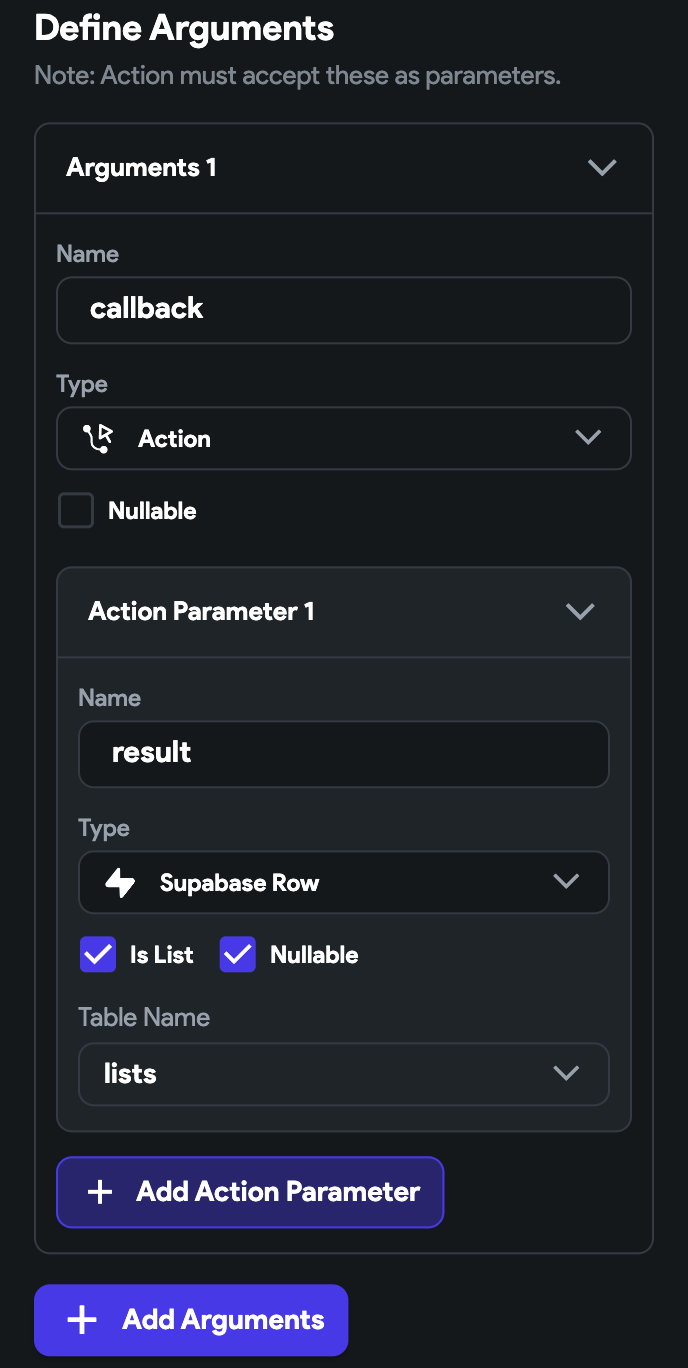 Define Arguments
Note: Action must accept these as parameters.
Arguments 1
Name
callback
Type
Action
Nullable
Action Parameter 1
Name
result
Type
Supabase Row
Is List Nullable
Table Name
lists
+ Add Action Parameter
+ Add Arguments